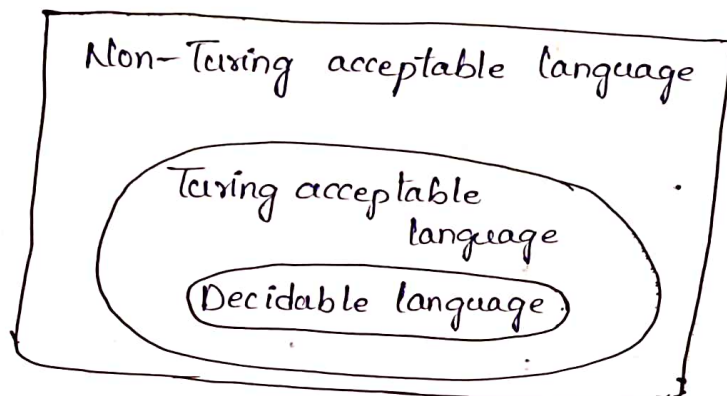 Non-Turing acceptable language
Turing acceptable
language
Decidable language